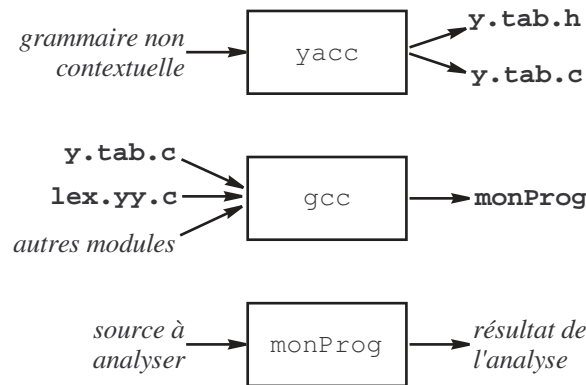 grammaire non
contextuelle
yacc
y.tab.h
y.tab.c
y.tab.c
lex.yy.c
autres modules
gcc
monProg
source à
analyser
monProg
résultat de
l'analyse